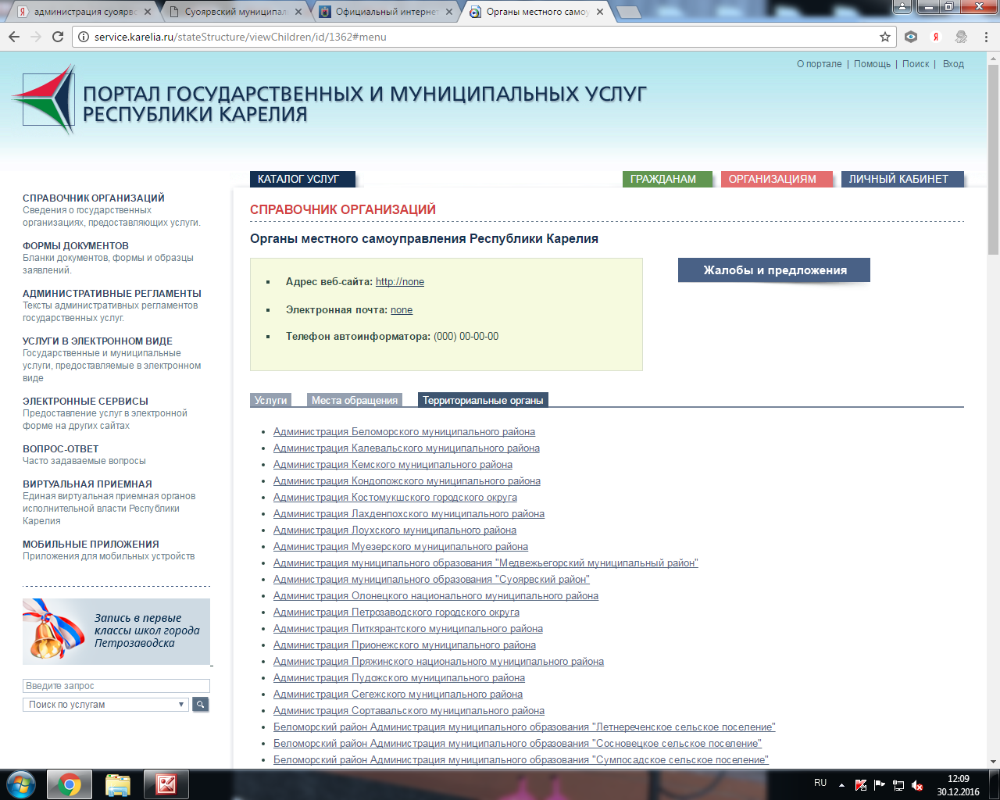 администрация суоярвс
Суоярвский муниципал
Официальный интернет
Органы местного самоу
service.karelia.ru/stateStructure/viewChildren/id/1362#menu
О портале | Помощь | Поиск | Вход
ПОРТАЛ ГОСУДАРСТВЕННЫХ И МУНИЦИПАЛЬНЫХ УСЛУГ
РЕСПУБЛИКИ КАРЕЛИЯ
КАТАЛОГ УСЛУГ
ГРАЖДАНАМ
ОРГАНИЗАЦИЯМ
ЛИЧНЫЙ КАБИНЕТ
СПРАВОЧНИК ОРГАНИЗАЦИЙ
Сведения о государственных
организациях, предоставляющих услуги.
ФОРМЫ ДОКУМЕНТОВ
Бланки документов, формы и образцы
заявлений.
АДМИНИСТРАТИВНЫЕ РЕГЛАМЕНТЫ
Тексты административных регламентов
государственных услуг.
УСЛУГИ В ЭЛЕКТРОННОМ ВИДЕ
Государственные и муниципальные
услуги, предоставляемые в электронном
виде
ЭЛЕКТРОННЫЕ СЕРВИСЫ
Предоставление услуг в электронной
форме на других сайтах
ВОПРОС-ОТВЕТ
Часто задаваемые вопросы
ВИРТУАЛЬНАЯ ПРИЕМНАЯ
Единая виртуальная приемная органов
исполнительной власти Республики
Карелия
МОБИЛЬНЫЕ ПРИЛОЖЕНИЯ
Приложения для мобильных устройств
Запись в первые
классы школ города
Петрозаводска
Введите запрос
Поиск по услугам
СПРАВОЧНИК ОРГАНИЗАЦИЙ
Органы местного самоуправления Республики Карелия
Адрес веб-сайта: http://none
Электронная почта: none
Телефон автоинформатора: (000) 00-00-00
Жалобы и предложения
Услуги
Места обращения
Территориальные органы
Администрация Беломорского муниципального района
Администрация Калевальского муниципального района
Администрация Кемского муниципального района
Администрация Кондопожского муниципального района
Администрация Костомукшского городского округа
Администрация Лахденпохского муниципального района
Администрация Лоухского муниципального района
Администрация Муезерского муниципального района
Администрация муниципального образования "Медвежьегорский муниципальный район"
Администрация муниципального образования "Суоярвский район"
Администрация Олонецкого национального муниципального района
Администрация Петрозаводского городского округа
Администрация Питкярантского муниципального района
Администрация Прионежского муниципального района
Администрация Пряжинского национального муниципального района
Администрация Пудожского муниципального района
Администрация Сегежского муниципального района
Администрация Сортавальского муниципального района
Беломорский район Администрация муниципального образования "Летнереченское сельское поселение"
Беломорский район Администрация муниципального образования "Сосновецкое сельское поселение"
Беломорский район Администрация муниципального образования "Сумпосадское сельское поселение"
RU
12:09
30.12.2016